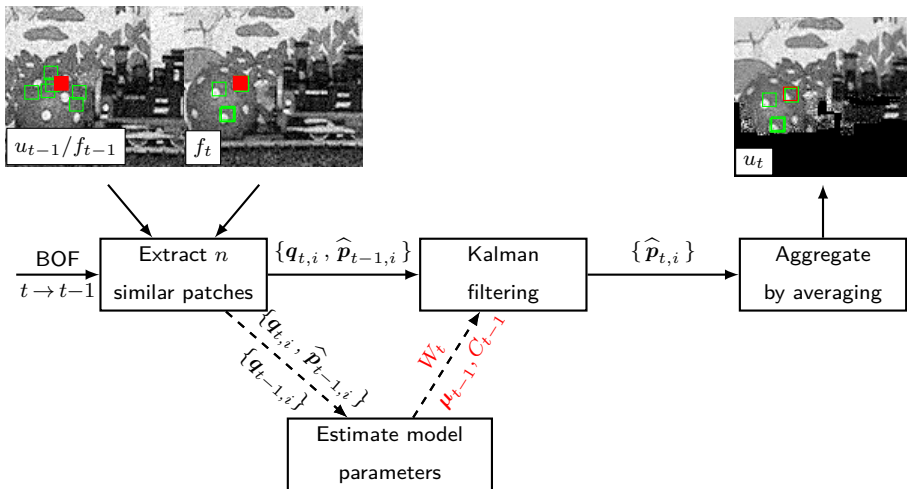 u_{t−1}/f_{t−1}
f_t
u_t
BOF
t → t−1
Extract n
similar patches
{q_{t,i}, p̂_{t−1,i}}
Kalman
filtering
{p̂_{t,i}}
Aggregate
by averaging
{q_{t,i}, p̂_{t−1,i}}
{q_{t−1,i}}
W_t
μ_{t−1}, C_{t−1}
Estimate model
parameters